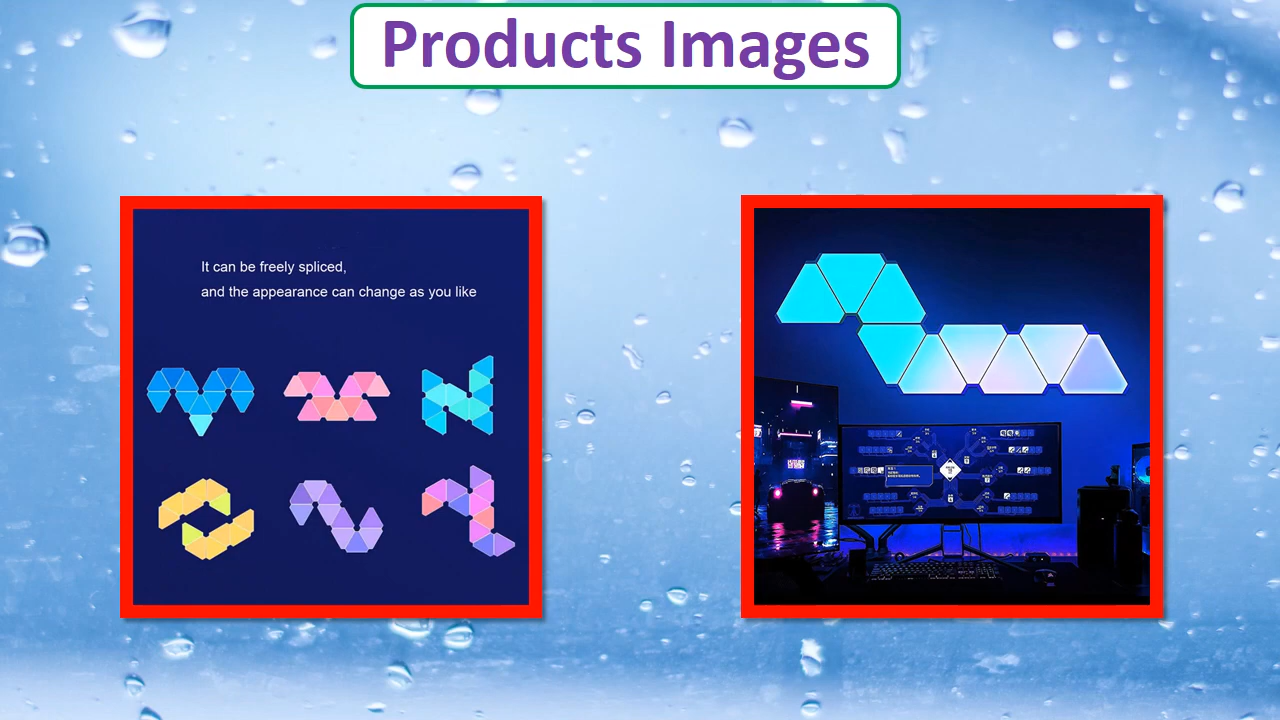 Products Images
It can be freely spliced,
and the appearance can change as you like